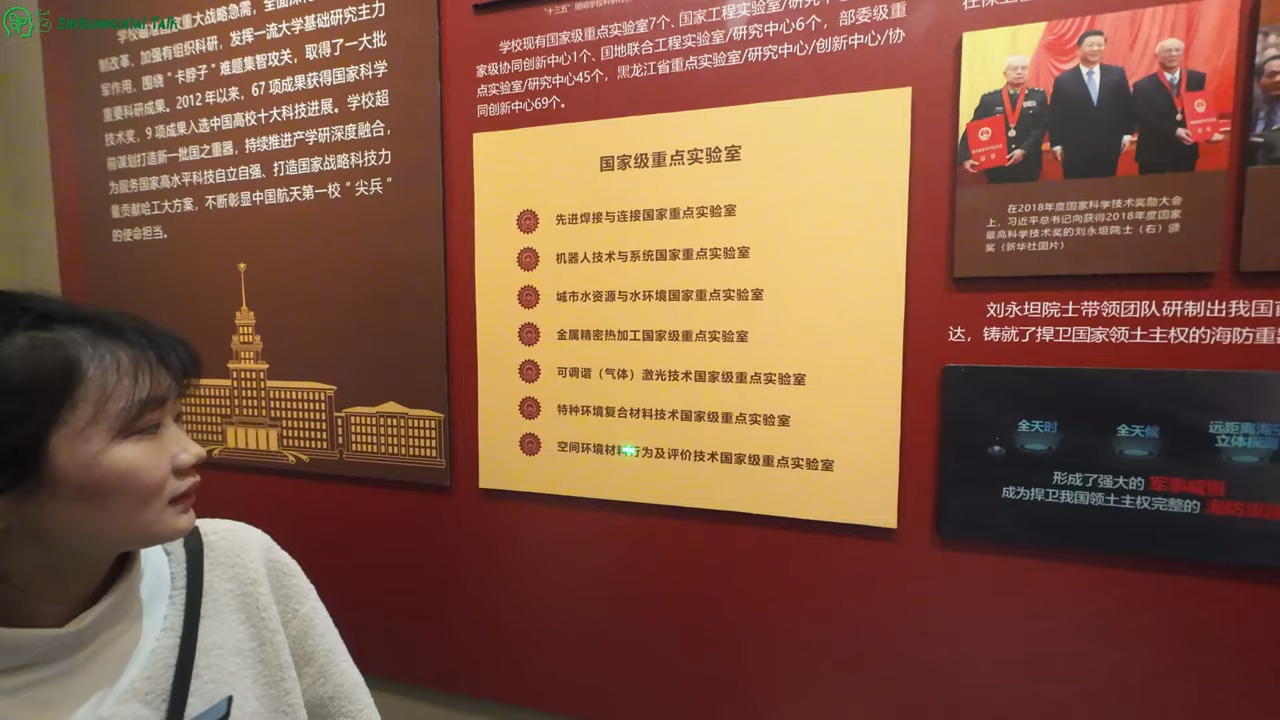 Environmental Talk
学校
重大战略急需，全面深
制改革，加强有组织科研，发挥一流大学基础研究主力
军作用，围绕“卡脖子”难题集智攻关，取得了一大批
重要科研成果。2012年以来，67项成果获得国家科学
技术奖，9项成果入选中国高校十大科技进展。学校超
前谋划打造新一批国之重器，持续推进产学研深度融合，
为服务国家高水平科技自立自强、打造国家战略科技力
量贡献哈工大方案，不断彰显中国航天第一校“尖兵”
的使命担当。
学校现有国家级重点实验室7个、国家工程实验室/研究中
家级协同创新中心1个、国地联合工程实验室/研究中心6个，部委级重
点实验室/研究中心45个，黑龙江省重点实验室/研究中心/创新中心/协
同创新中心69个。
国家级重点实验室
先进焊接与连接国家重点实验室
机器人技术与系统国家重点实验室
城市水资源与水环境国家重点实验室
金属精密热加工国家级重点实验室
可调谐（气体）激光技术国家级重点实验室
特种环境复合材料技术国家级重点实验室
空间环境材料行为及评价技术国家级重点实验室
在2018年度国家科学技术奖励大会
上，习近平总书记向获得2018年度国家
最高科学技术奖的刘永坦院士（右）颁
奖（新华社图片）
刘永坦院士带领团队研制出我国
达，铸就了捍卫国家领土主权的海防重
全天时
全天候
远距离
立体探
形成了强大的
成为捍卫我国领土主权完整的